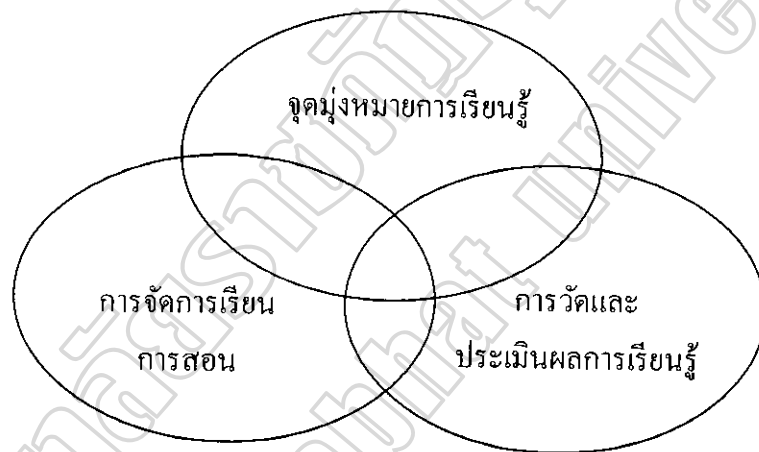 จุดมุ่งหมายการเรียนรู้
การจัดการเรียน
การสอน
การวัดและ
ประเมินผลการเรียนรู้